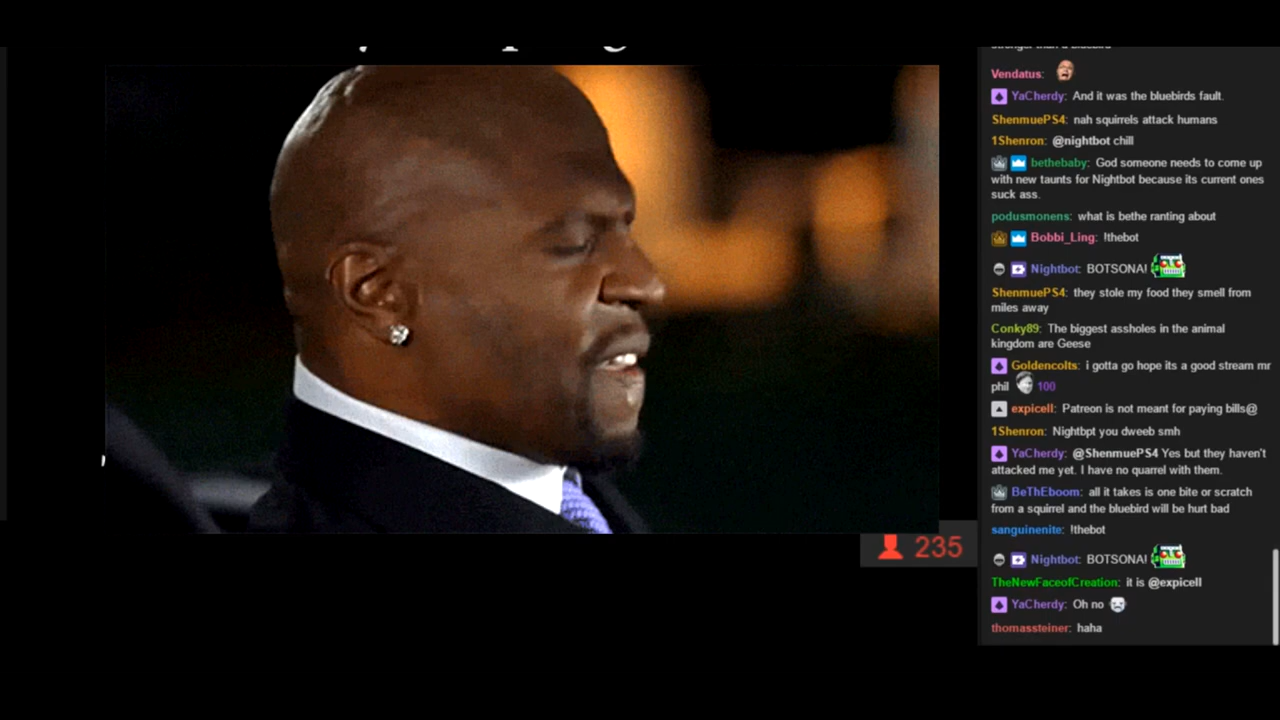 stronger than a bluebird
Vendatus:
YaCherdy: And it was the bluebirds fault.
ShenmuePS4: nah squirrels attack humans
1Shenron: @nightbot chill
bethebaby: God someone needs to come up
with new taunts for Nightbot because its current ones
suck ass.
podusmonens: what is bethe ranting about
Bobbi_Ling: !thebot
Nightbot: BOTSONA!
ShenmuePS4: they stole my food they smell from
miles away
Conky89: The biggest assholes in the animal
kingdom are Geese
Goldencolts: i gotta go hope its a good stream mr
phil 100
expicell: Patreon is not meant for paying bills@
1Shenron: Nightbpt you dweeb smh
YaCherdy: @ShenmuePS4 Yes but they haven't
attacked me yet. I have no quarrel with them.
BeThEboom: all it takes is one bite or scratch
from a squirrel and the bluebird will be hurt bad
sanguinenite: !thebot
235
Nightbot: BOTSONA!
TheNewFaceofCreation: it is @expicell
YaCherdy: Oh no
thomassteiner: haha